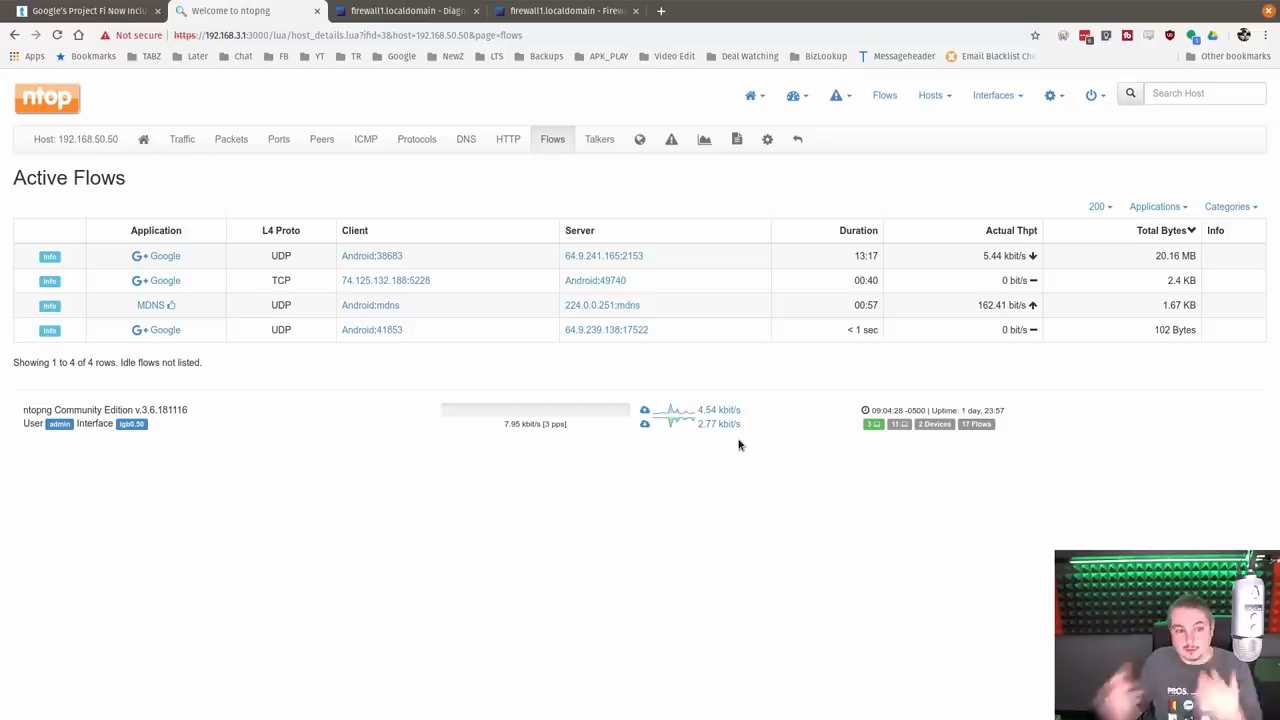 Google's Project Fi Now Inclu
Welcome to ntopng
firewall1.localdomain - Diagn
firewall1.localdomain - Firew
Not secure
https://192.168.3.1:3000/lua/host_details.lua?ifid=3&host=192.168.50.50&page=flows
Apps
Bookmarks
TABZ
Later
Chat
FB
YT
TR
Google
NewZ
LTS
Backups
APK_PLAY
Video Edit
Deal Watching
BizLookup
Messageheader
Email Blacklist Che
Other bookmarks
ntop
Flows
Hosts
Interfaces
Search Host
Host: 192.168.50.50
Traffic
Packets
Ports
Peers
ICMP
Protocols
DNS
HTTP
Flows
Talkers
Active Flows
200
Applications
Categories
Application L4 Proto Client Server Duration Actual Thpt Total Bytes Info
Info Google UDP Android:38683 64.9.241.165:2153 13:17 5.44 kbit/s 20.16 MB
Info Google TCP 74.125.132.188:5228 Android:49740 00:40 0 bit/s 2.4 KB
Info MDNS UDP Android:mdns 224.0.0.251:mdns 00:57 162.41 bit/s 1.67 KB
Info Google UDP Android:41853 64.9.239.138:17522 < 1 sec 0 bit/s 102 Bytes
Showing 1 to 4 of 4 rows. Idle flows not listed.
ntopng Community Edition v.3.6.181116
User admin Interface igb0,50
7.95 kbit/s [3 pps]
4.54 kbit/s
2.77 kbit/s
09:04:28 -0500 | Uptime: 1 day, 23:57
3
11
2 Devices
17 Flows
PROS.